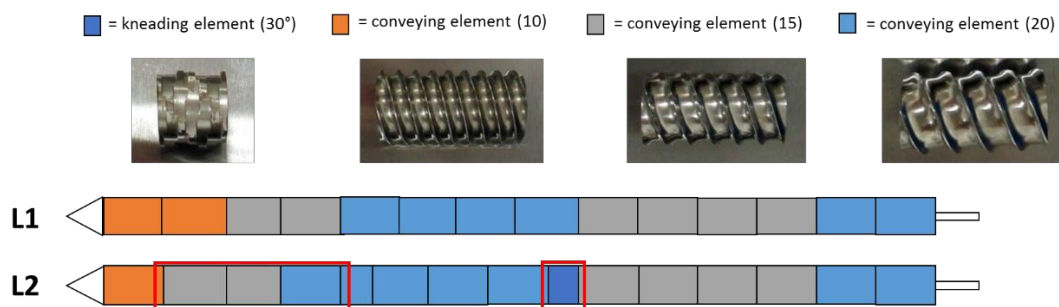 = kneading element (30°) = conveying element (10) = conveying element (15) = conveying element (20)
L1
L2